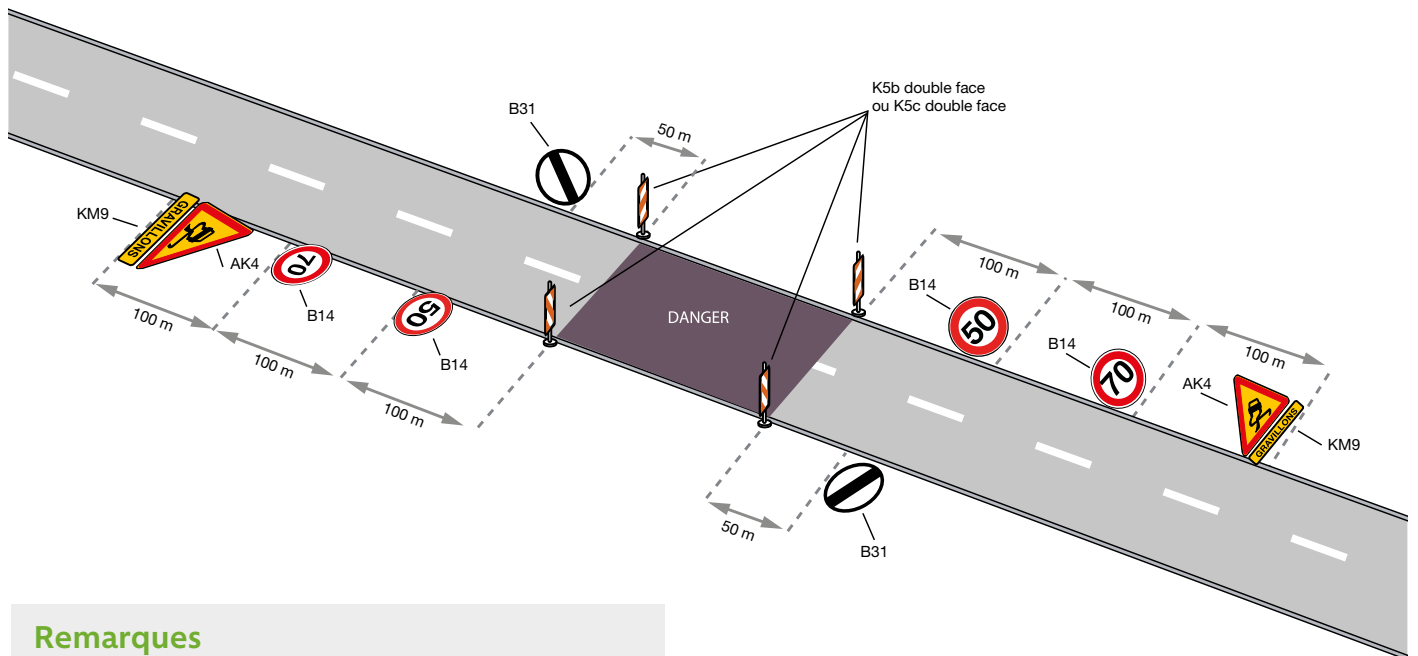 K5b double face
ou K5c double face
B31
50 m
KM9
GRAVILLONS
AK4
70
B14
50
B14
100 m
100 m
100 m
DANGER
100 m
B14
50
100 m
B14
70
100 m
AK4
GRAVILLONS
KM9
50 m
B31
Remarques